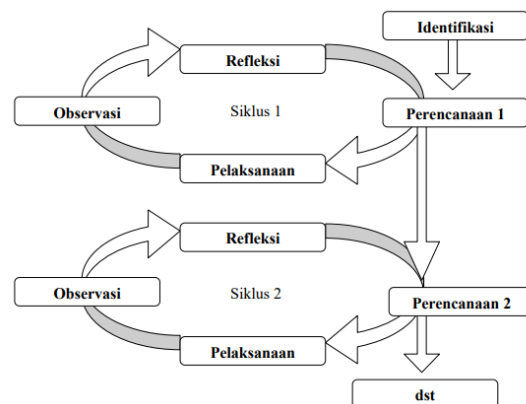 Identifikasi
Refleksi
Observasi
Siklus 1
Perencanaan 1
Pelaksanaan
Refleksi
Observasi
Siklus 2
Perencanaan 2
Pelaksanaan
dst